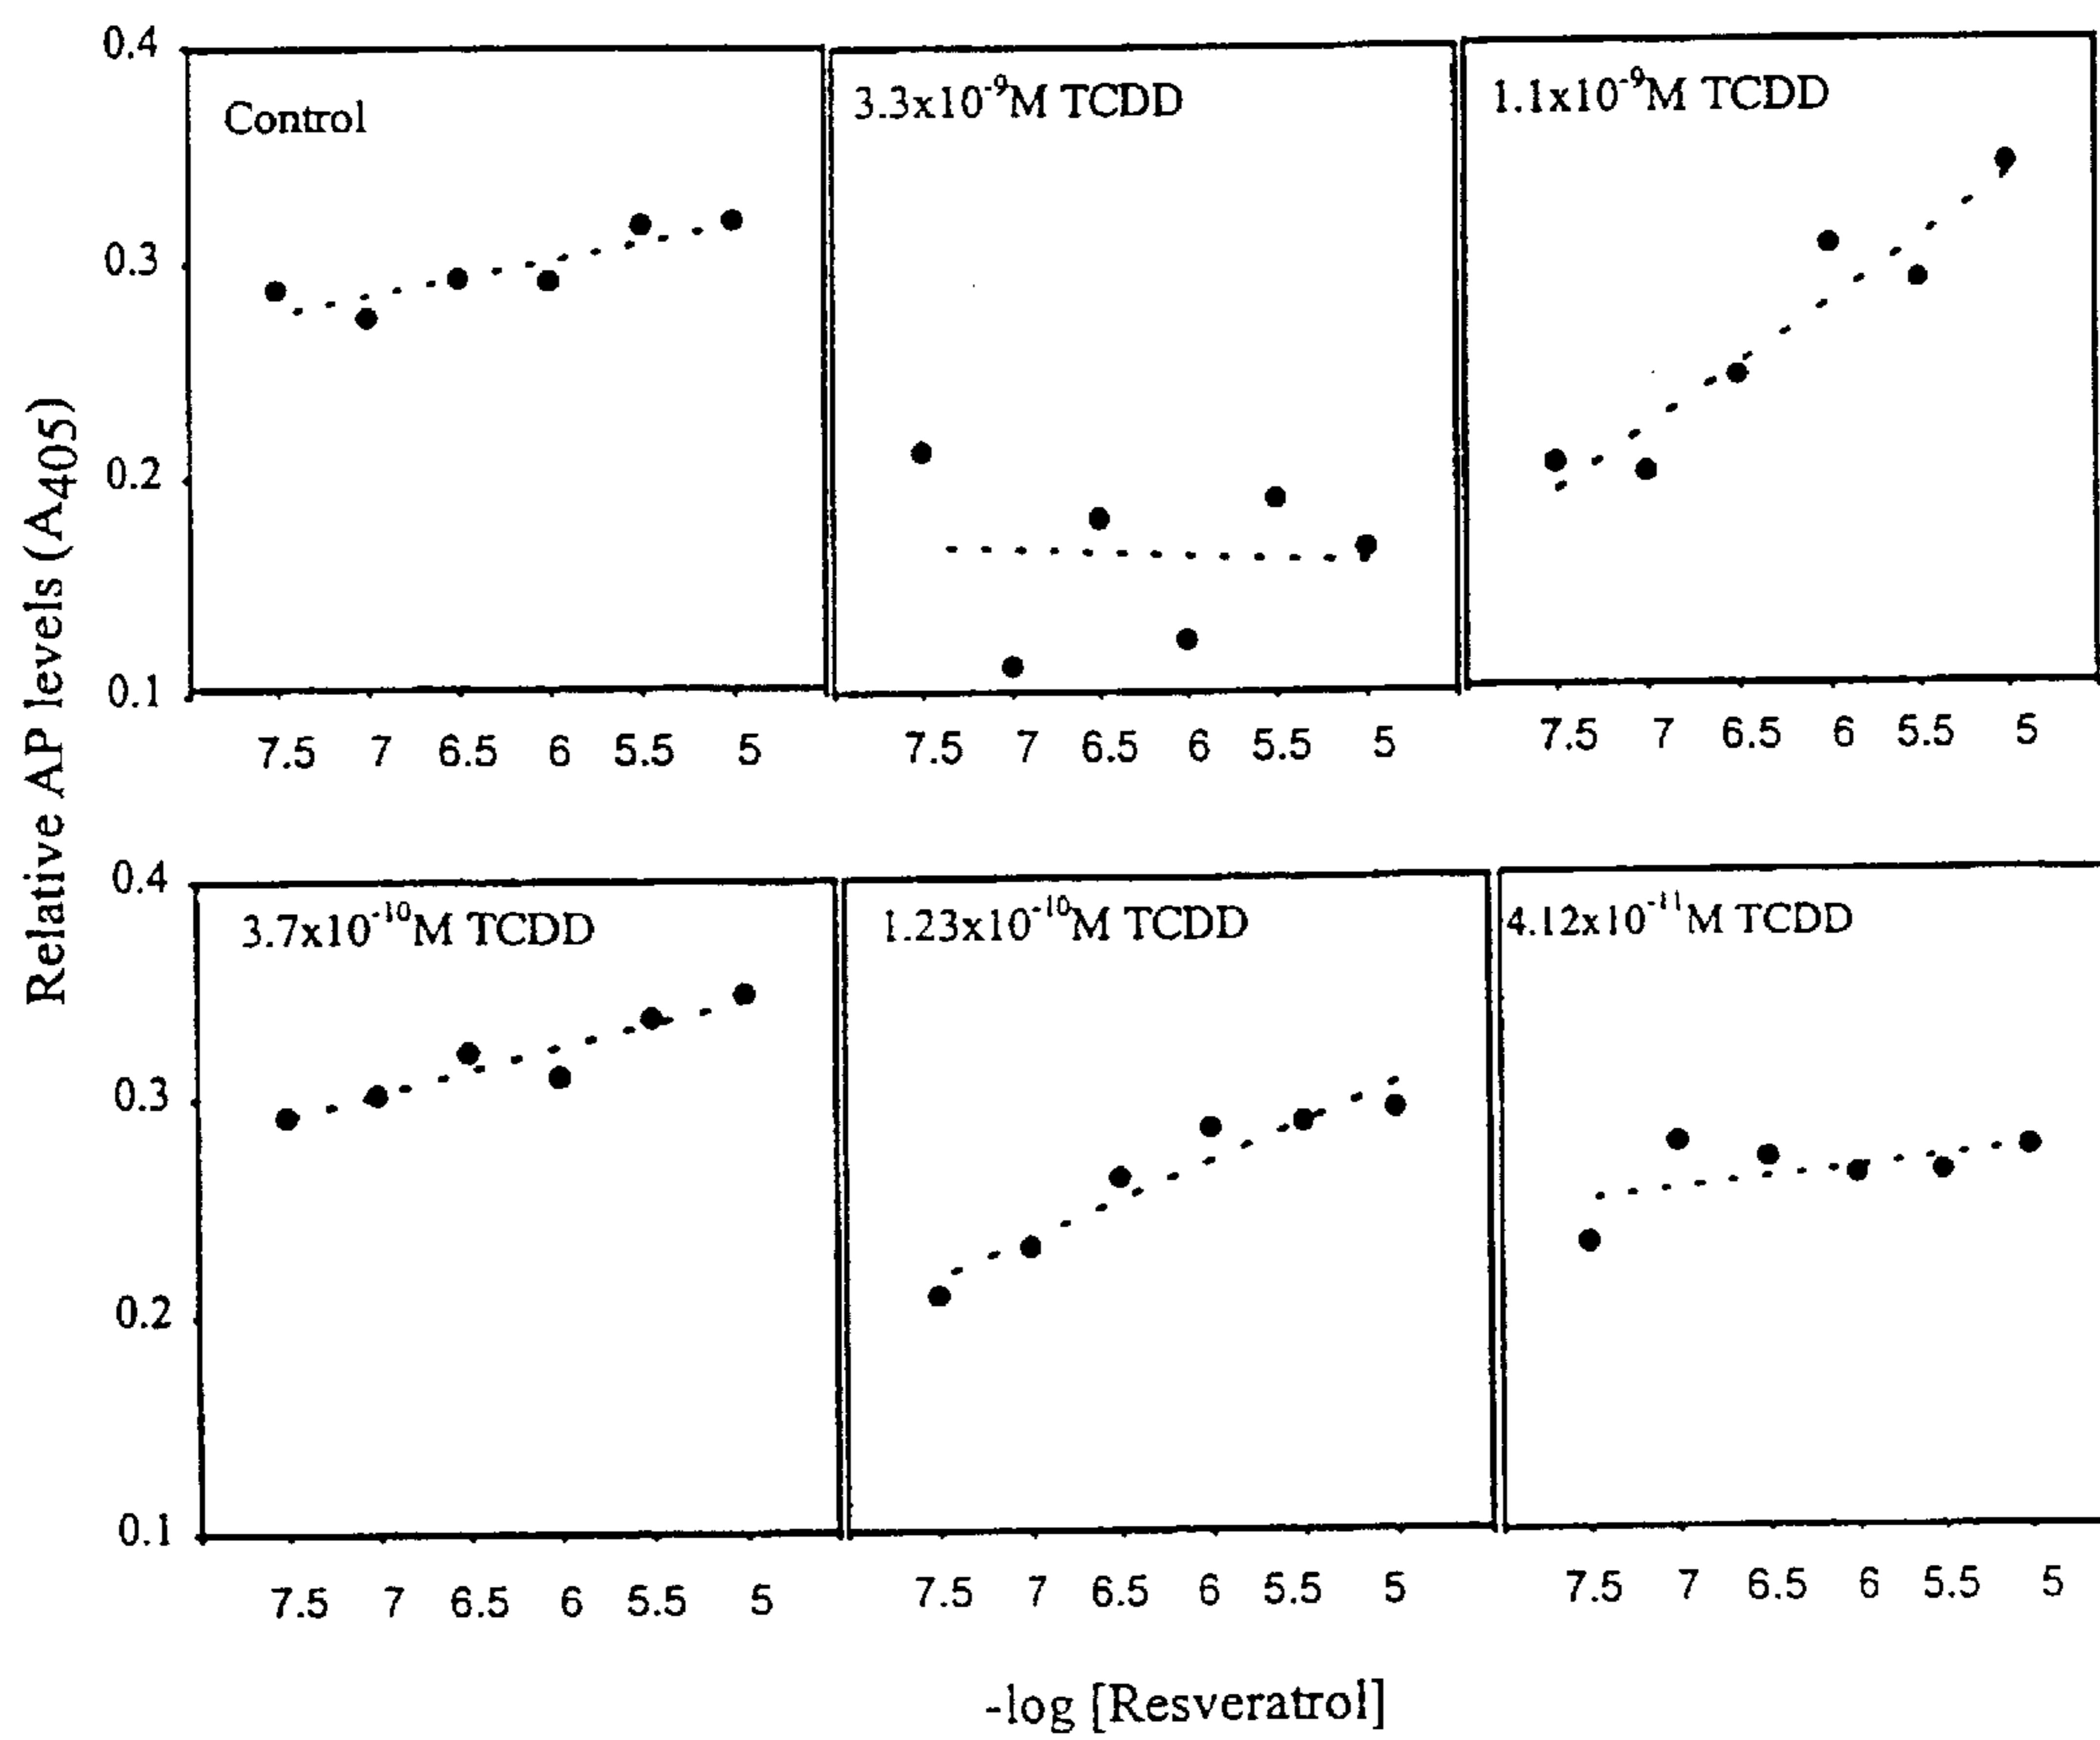 Relative AP levels (A405)
0.4
0.3
0.2
0.1
Control
3.3x10⁻⁹M TCDD
1.1x10⁻⁹M TCDD
7.5 7 6.5 6 5.5 5
7.5 7 6.5 6 5.5 5
7.5 7 6.5 6 5.5 5
0.4
0.3
0.2
0.1
3.7x10⁻¹⁰M TCDD
1.23x10⁻¹⁰M TCDD
4.12x10⁻¹¹M TCDD
7.5 7 6.5 6 5.5 5
7.5 7 6.5 6 5.5 5
7.5 7 6.5 6 5.5 5
-log [Resveratrol]